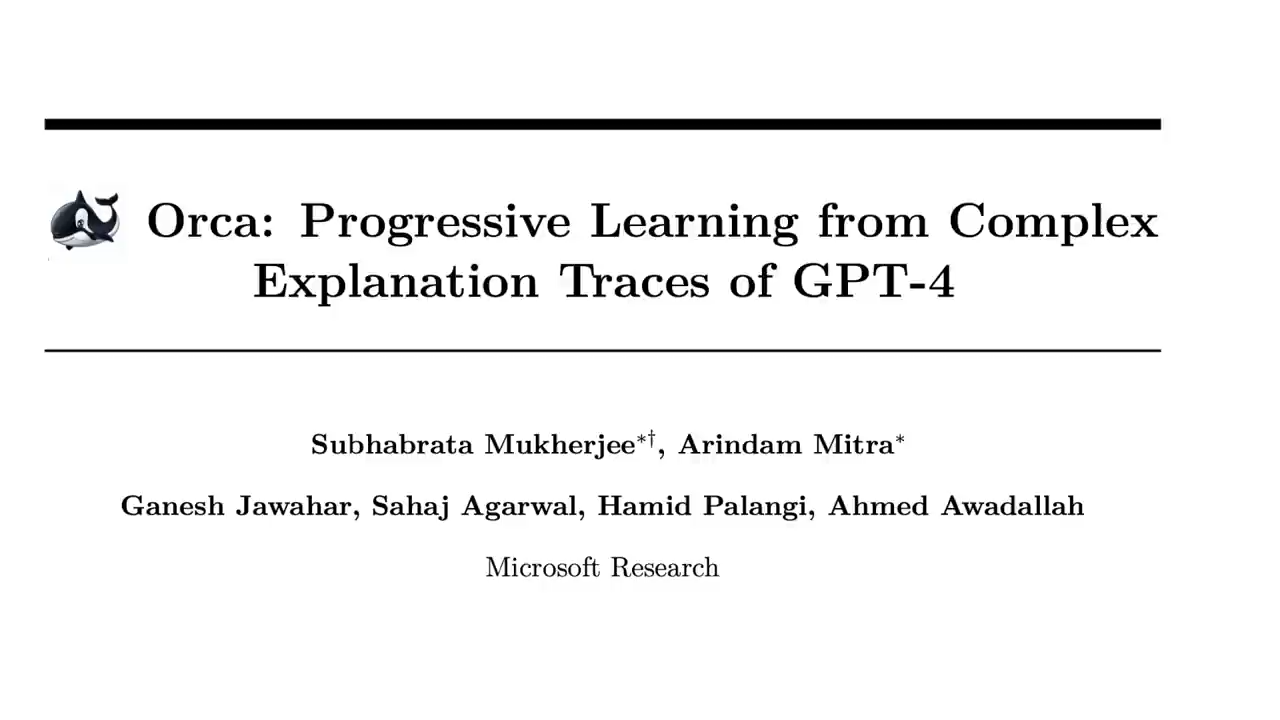 Orca: Progressive Learning from Complex
Explanation Traces of GPT-4
Subhabrata Mukherjee*†, Arindam Mitra*
Ganesh Jawahar, Sahaj Agarwal, Hamid Palangi, Ahmed Awadallah
Microsoft Research